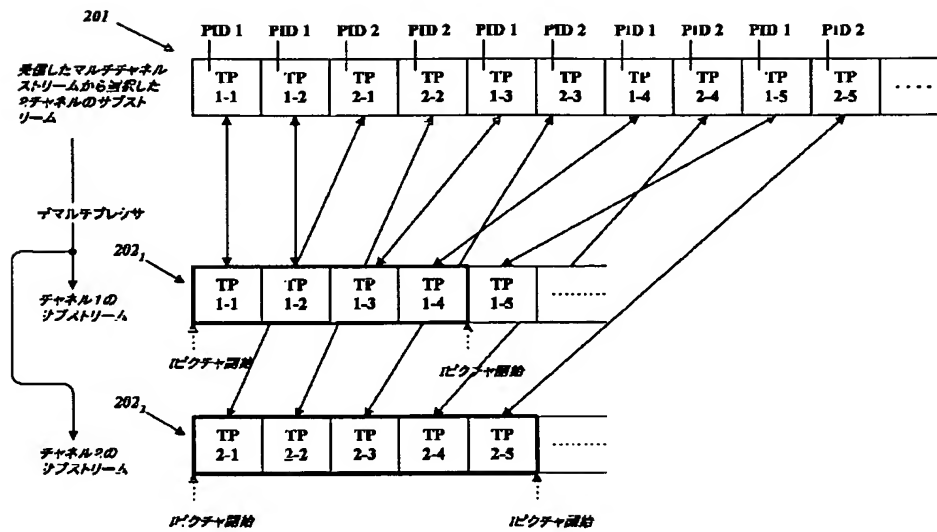 201
PID 1 PID 1 PID 2 PID 2 PID 1 PID 2 PID 1 PID 2 PID 1 PID 2
TP 1-1 TP 1-2 TP 2-1 TP 2-2 TP 1-3 TP 2-3 TP 1-4 TP 2-4 TP 1-5 TP 2-5 ....
受信したマルチチャネル
ストリームから選択した
2チャネルのサブスト
リーム
デマルチプレクサ
202₁
TP 1-1 TP 1-2 TP 1-3 TP 1-4 TP 1-5 ........
チャネル1の
サブストリーム
Iピクチャ開始 Iピクチャ開始
202₂
TP 2-1 TP 2-2 TP 2-3 TP 2-4 TP 2-5 ........
チャネル2の
サブストリーム
Iピクチャ開始 Iピクチャ開始